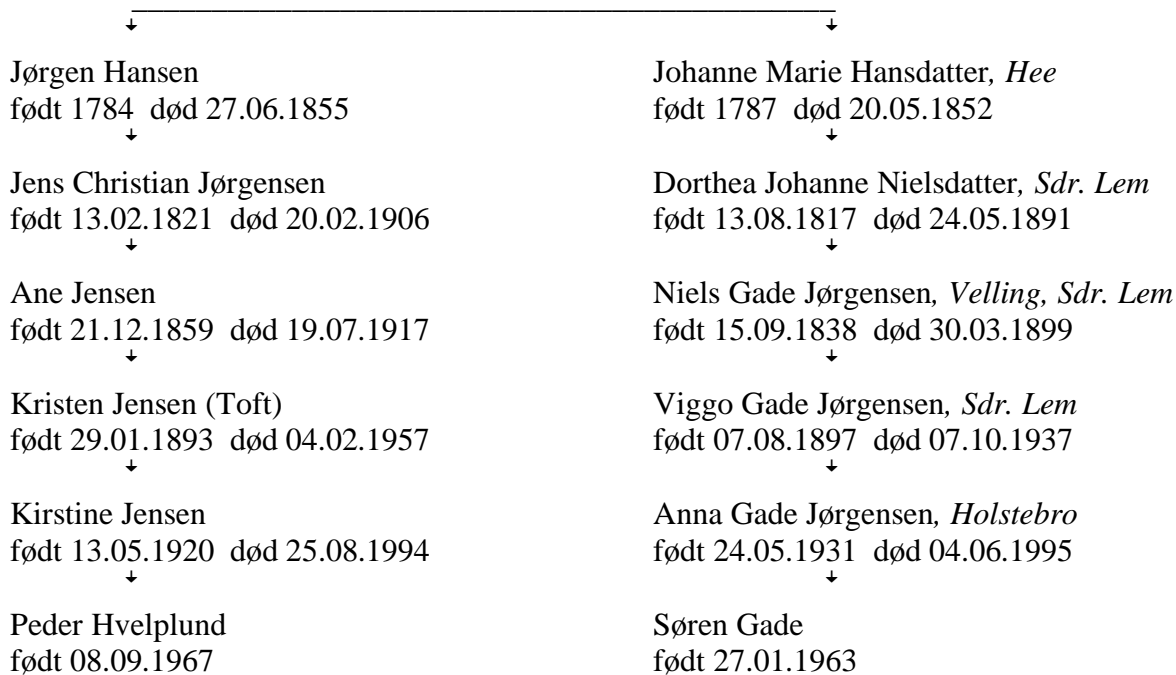 Jørgen Hansen
født 1784 død 27.06.1855
Johanne Marie Hansdatter, Hee
født 1787 død 20.05.1852
Jens Christian Jørgensen
født 13.02.1821 død 20.02.1906
Dorthea Johanne Nielsdatter, Sdr. Lem
født 13.08.1817 død 24.05.1891
Ane Jensen
født 21.12.1859 død 19.07.1917
Niels Gade Jørgensen, Velling, Sdr. Lem
født 15.09.1838 død 30.03.1899
Kristen Jensen (Toft)
født 29.01.1893 død 04.02.1957
Viggo Gade Jørgensen, Sdr. Lem
født 07.08.1897 død 07.10.1937
Kirstine Jensen
født 13.05.1920 død 25.08.1994
Anna Gade Jørgensen, Holstebro
født 24.05.1931 død 04.06.1995
Peder Hvelplund
født 08.09.1967
Søren Gade
født 27.01.1963